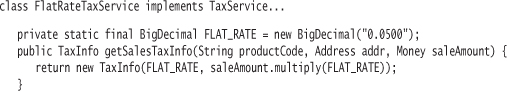 class FlatRateTaxService implements TaxService...
private static final BigDecimal FLAT_RATE = new BigDecimal("0.0500");
public TaxInfo getSalesTaxInfo(String productCode, Address addr, Money saleAmount) {
return new TaxInfo(FLAT_RATE, saleAmount.multiply(FLAT_RATE));
}